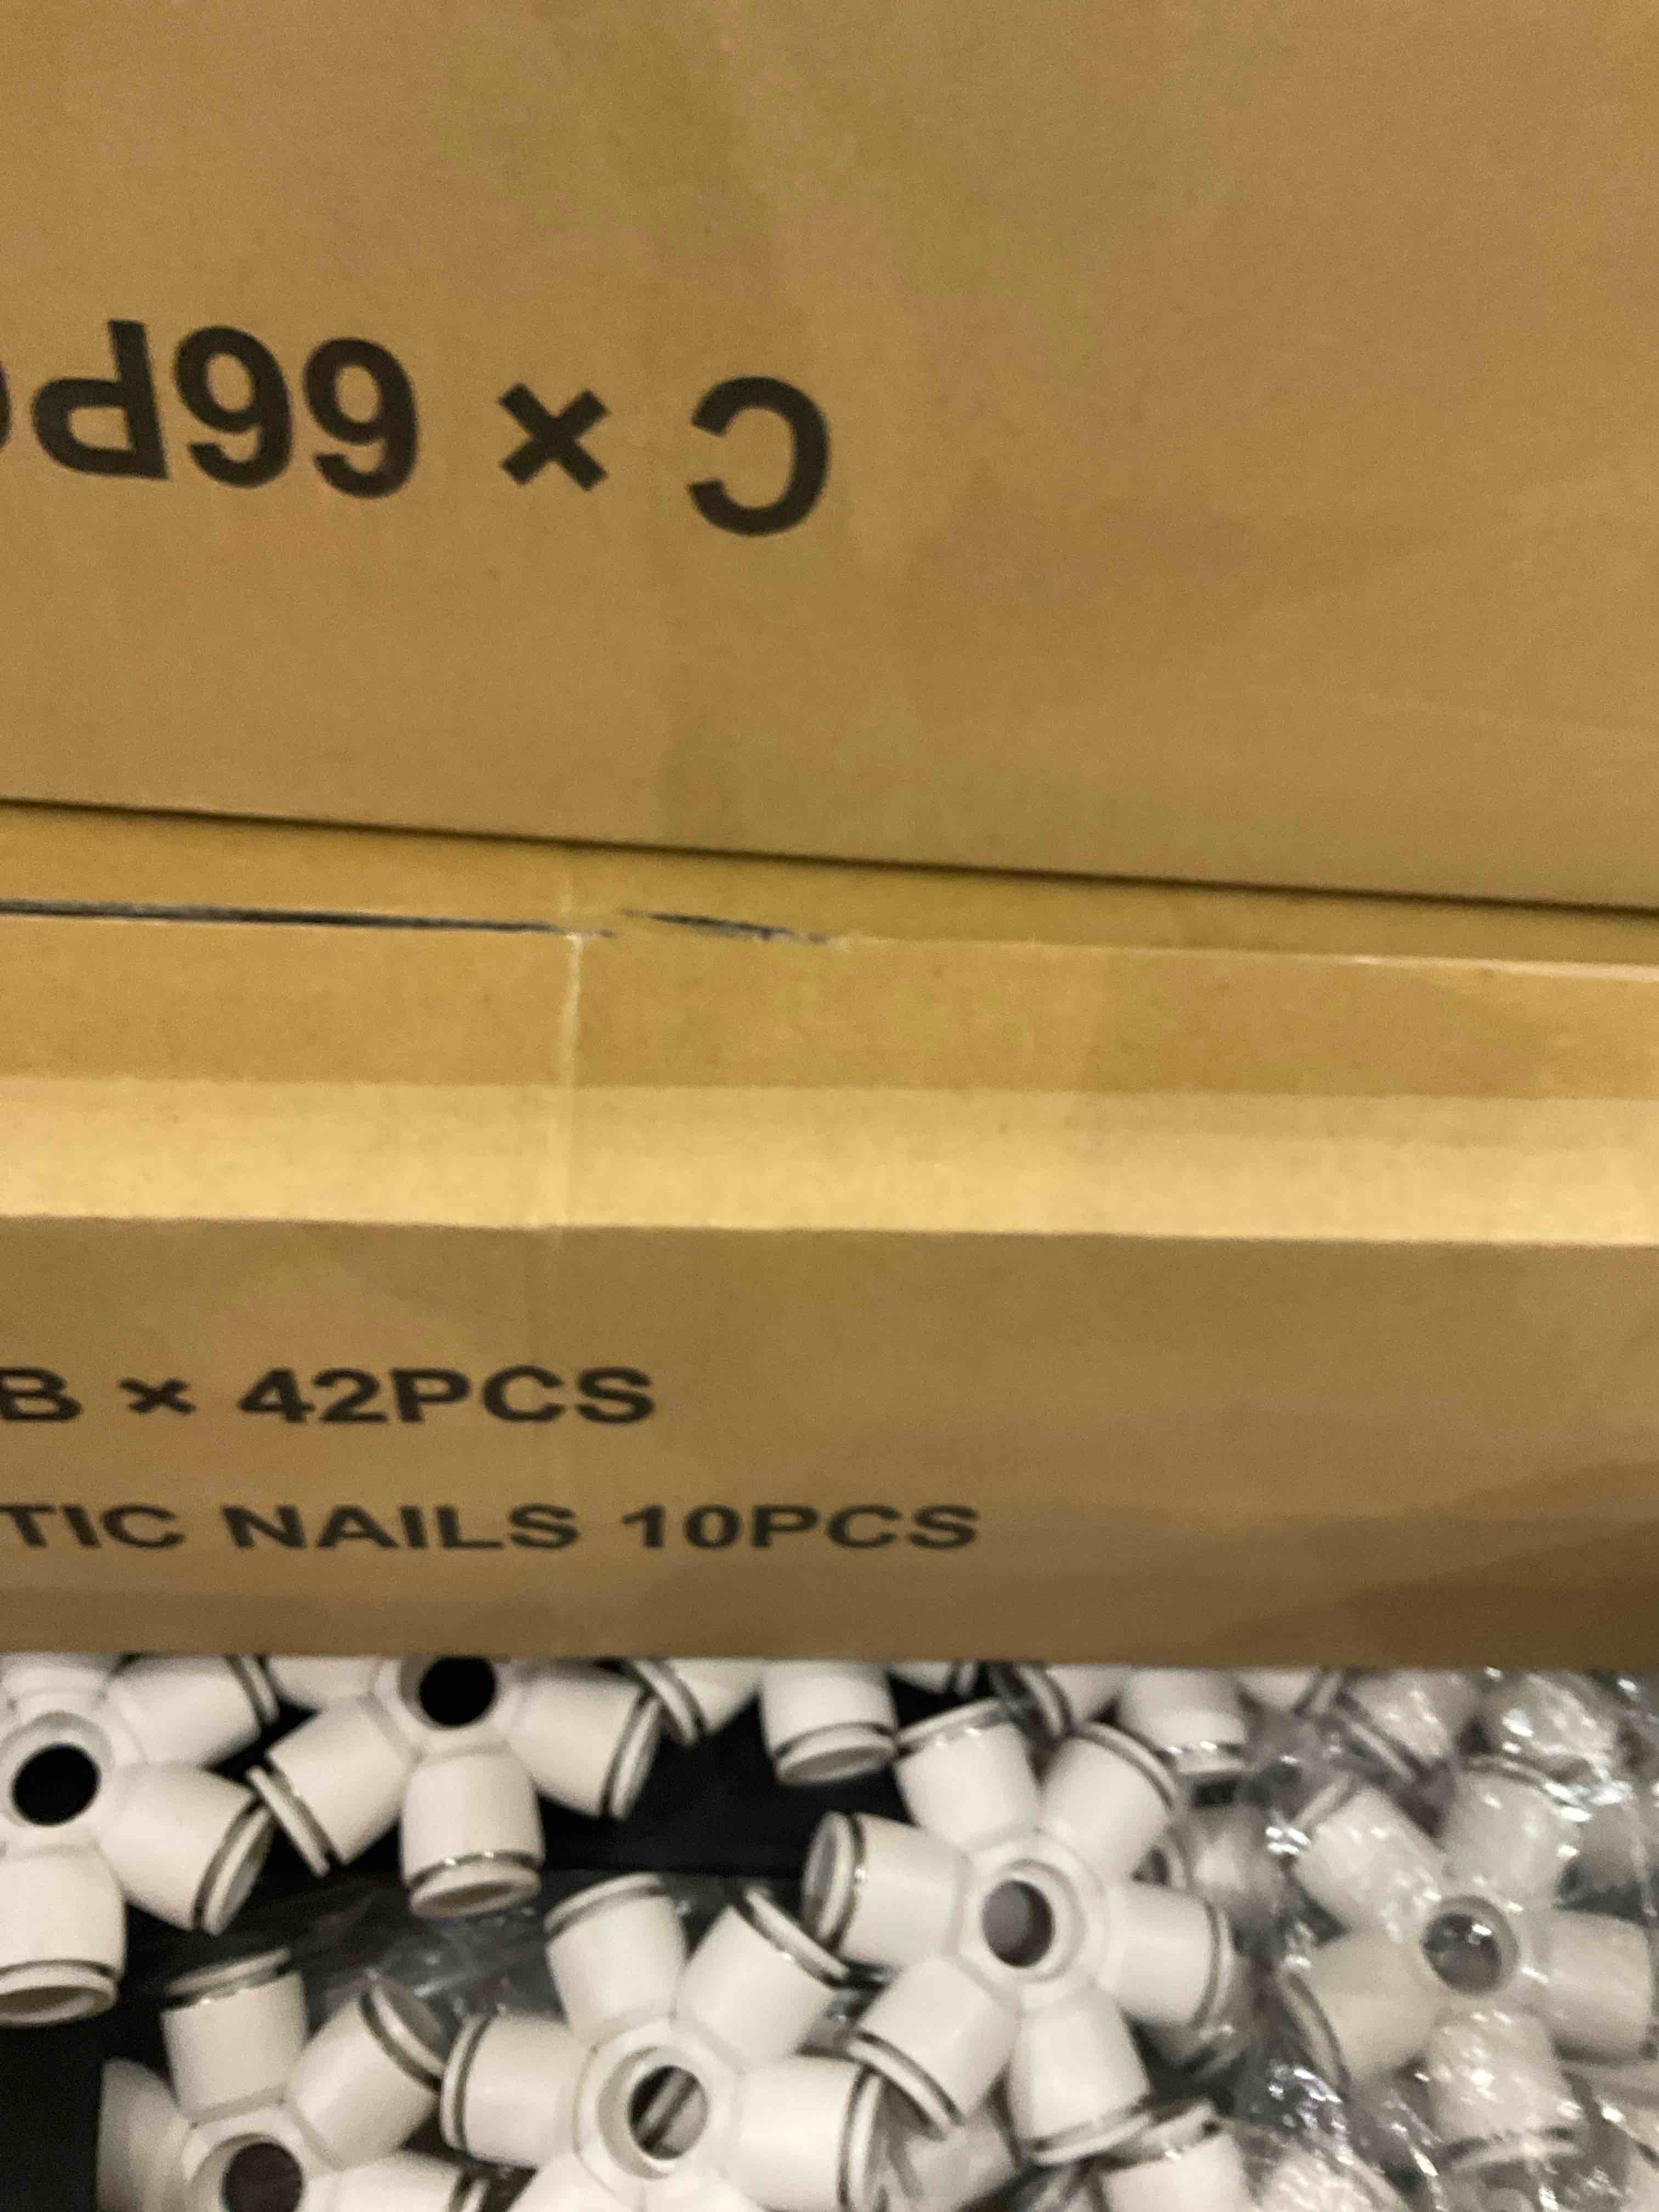 C × 66PC
B × 42PCS
TIC NAILS 10PCS